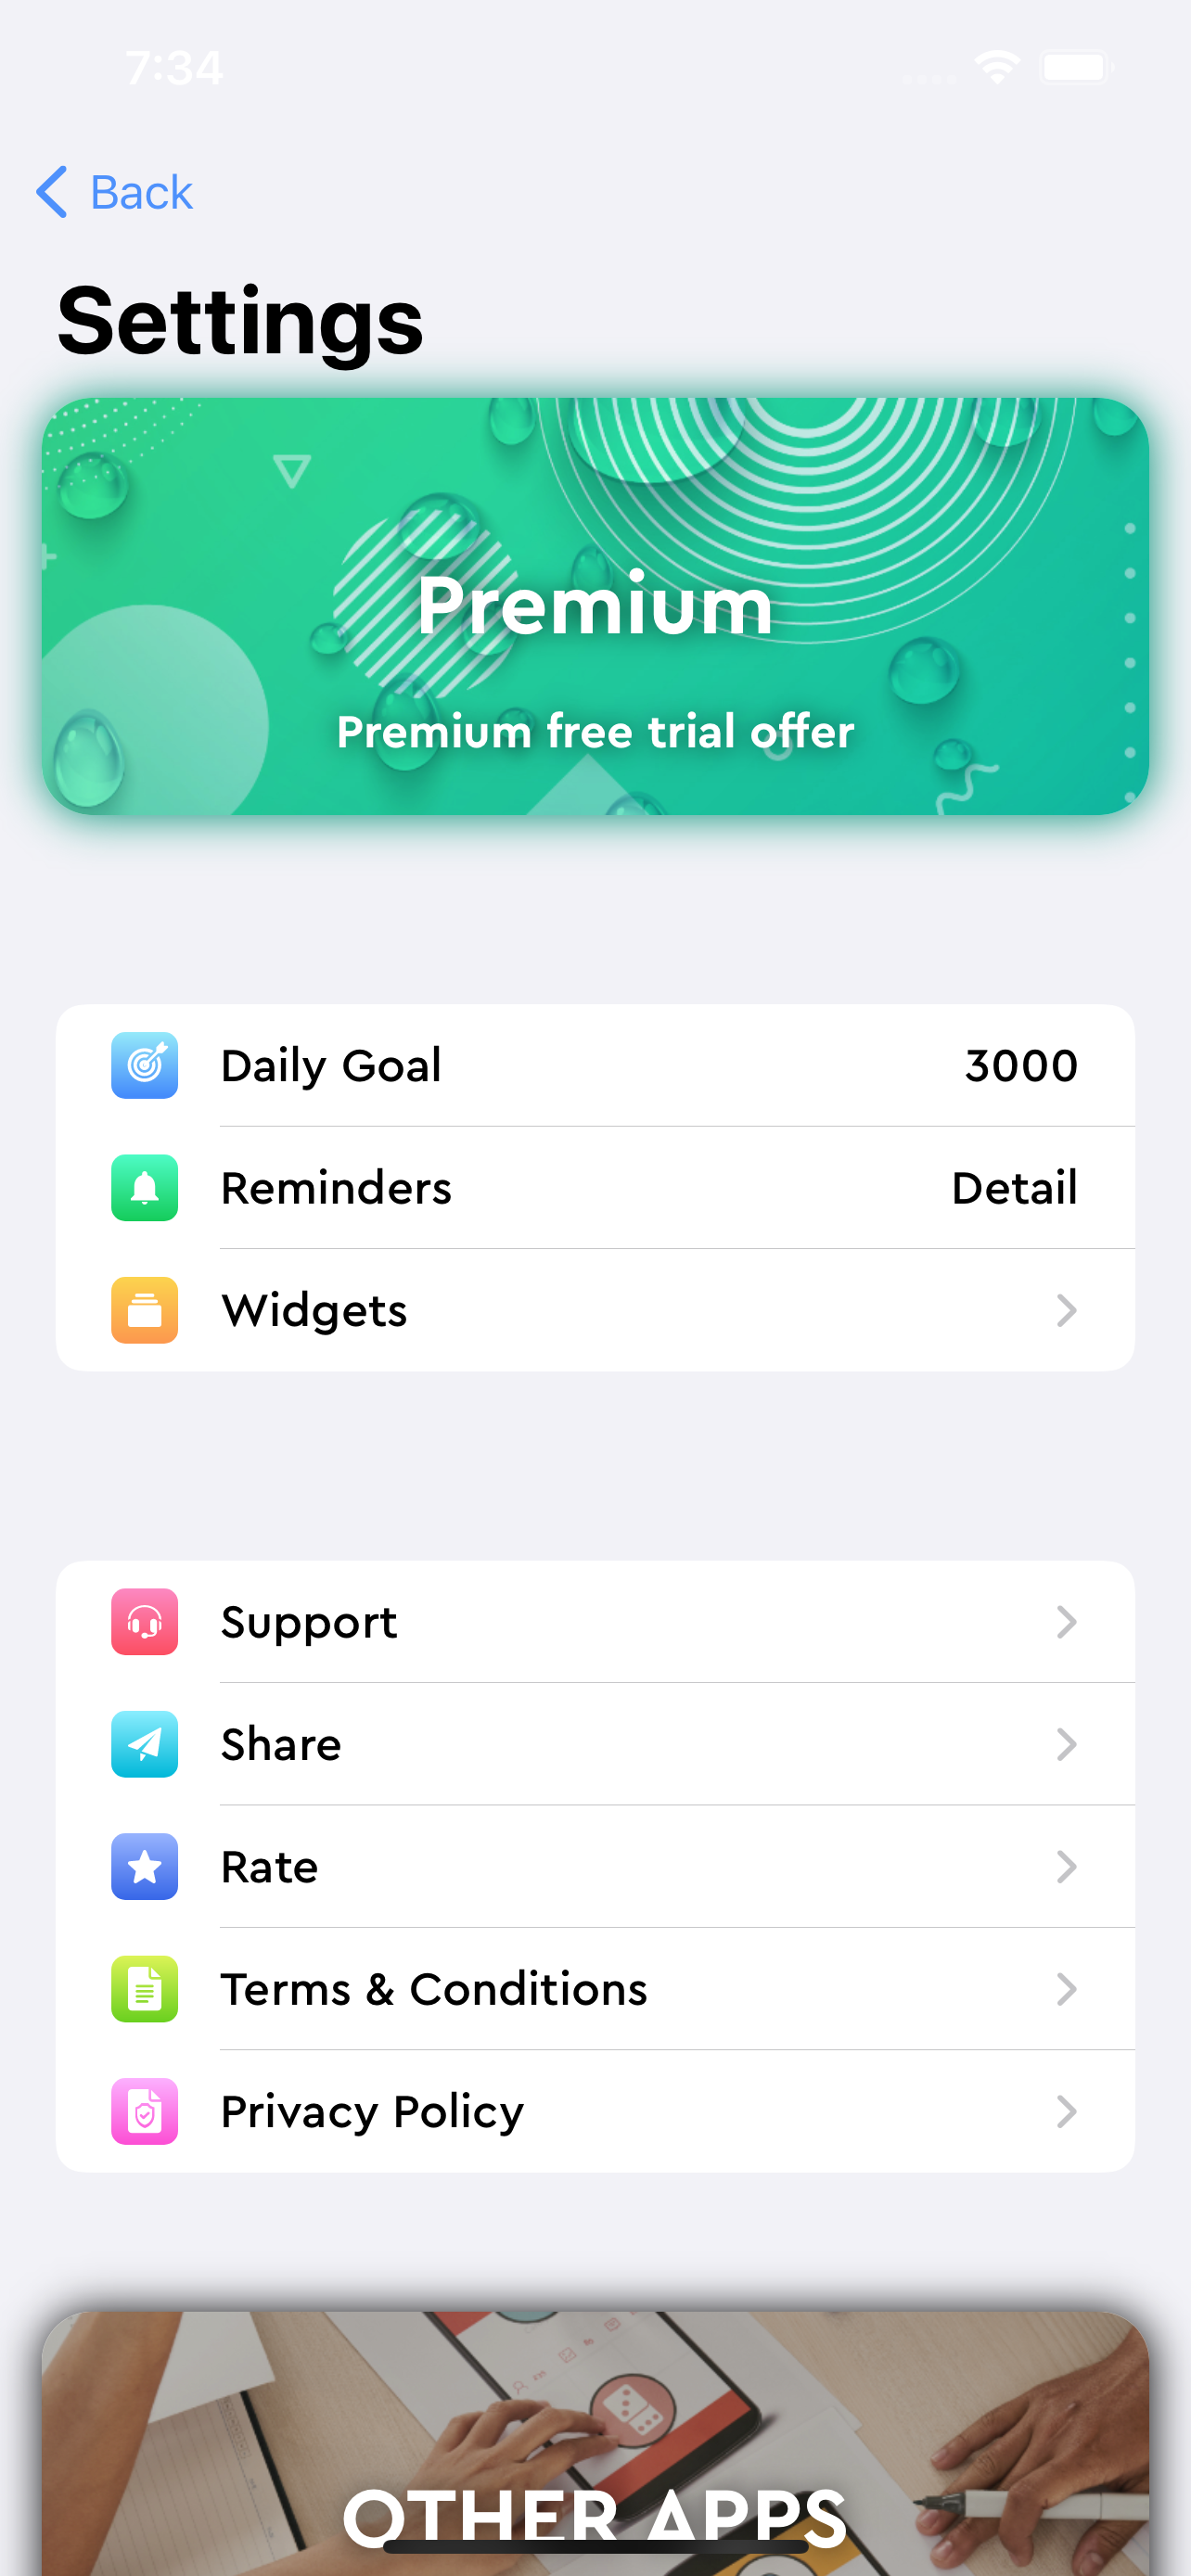 7:34
Back
Settings
Premium
Premium free trial offer
Daily Goal 3000
Reminders Detail
Widgets
Support
Share
Rate
Terms & Conditions
Privacy Policy
OTHER APPS